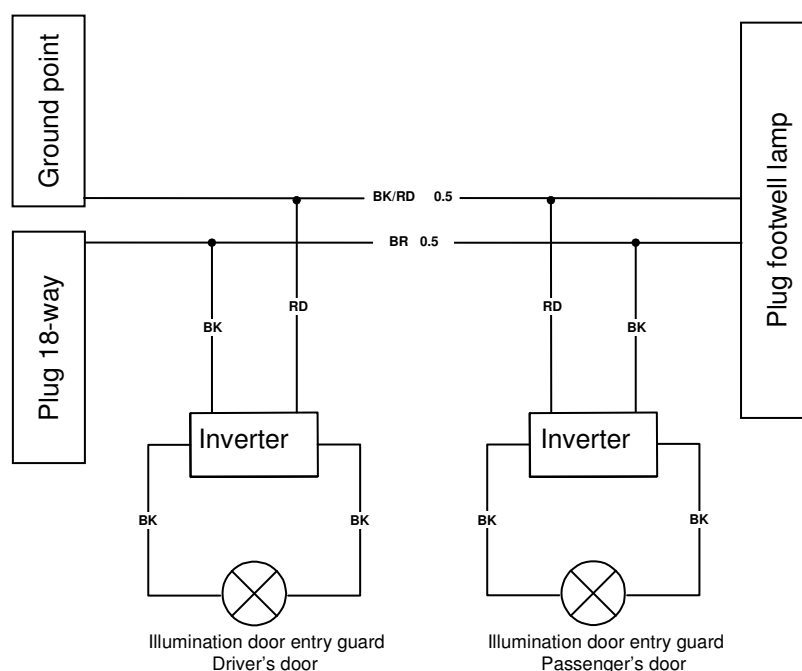 Ground point
Plug 18-way
Plug footwell lamp
BK/RD 0.5
BR 0.5
BK
RD
RD
BK
Inverter
Inverter
BK
BK
BK
BK
Illumination door entry guard
Driver's door
Illumination door entry guard
Passenger's door